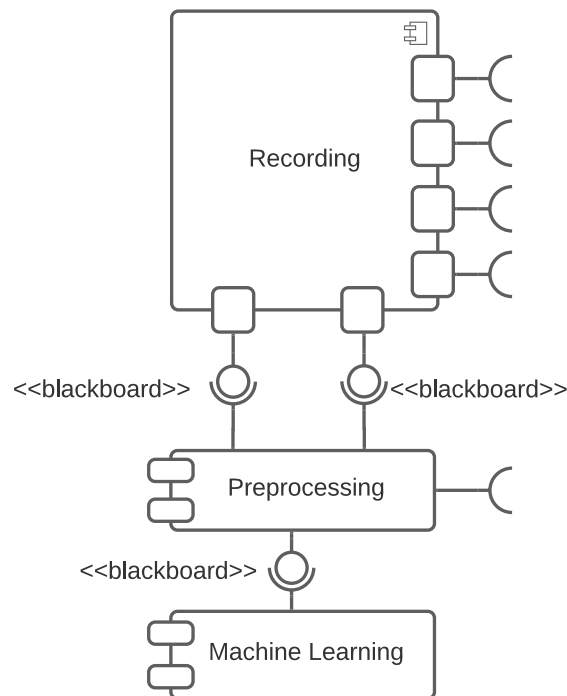 Recording
<<blackboard>>
<<blackboard>>
Preprocessing
<<blackboard>>
Machine Learning